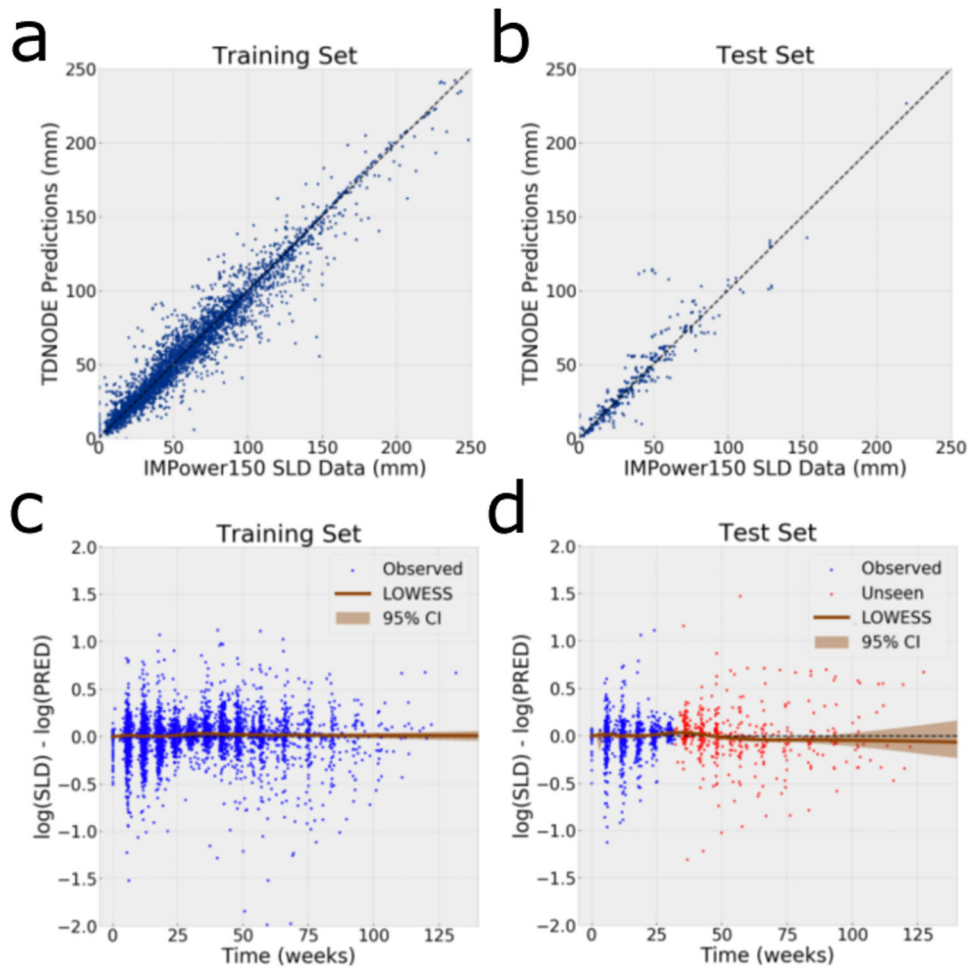 a
Training Set
TDNODE Predictions (mm)
250
200
150
100
50
0
0 50 100 150 200 250
IMPower150 SLD Data (mm)
b
Test Set
TDNODE Predictions (mm)
250
200
150
100
50
0
0 50 100 150 200 250
IMPower150 SLD Data (mm)
c
Training Set
log(SLD) - log(PRED)
2.0
1.5
1.0
0.5
0.0
−0.5
−1.0
−1.5
−2.0
Observed
LOWESS
95% CI
0 25 50 75 100 125
Time (weeks)
d
Test Set
log(SLD) - log(PRED)
2.0
1.5
1.0
0.5
0.0
−0.5
−1.0
−1.5
−2.0
Observed
Unseen
LOWESS
95% CI
0 25 50 75 100 125
Time (weeks)